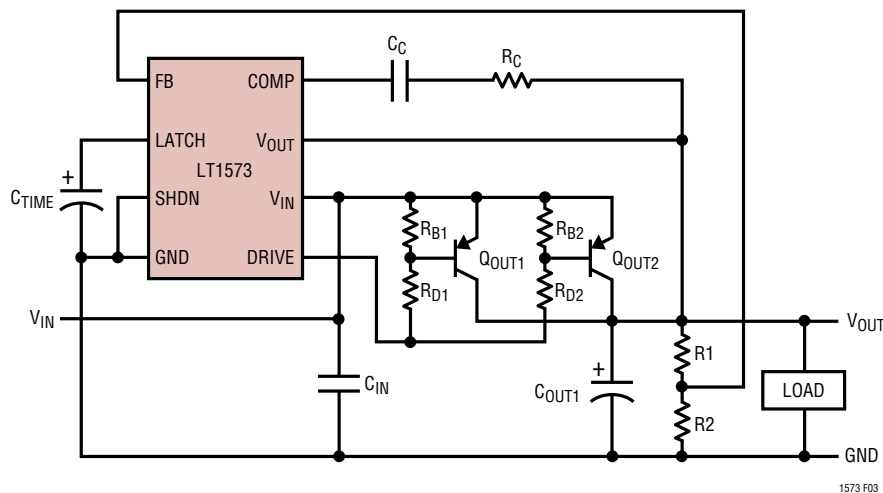 C_C
R_C
FB
COMP
LATCH
V_OUT
LT1573
+
C_TIME
SHDN
V_IN
R_B1
R_B2
GND
DRIVE
Q_OUT1
Q_OUT2
R_D1
R_D2
V_IN
V_OUT
R1
+
C_IN
C_OUT1
LOAD
R2
GND
1573 F03